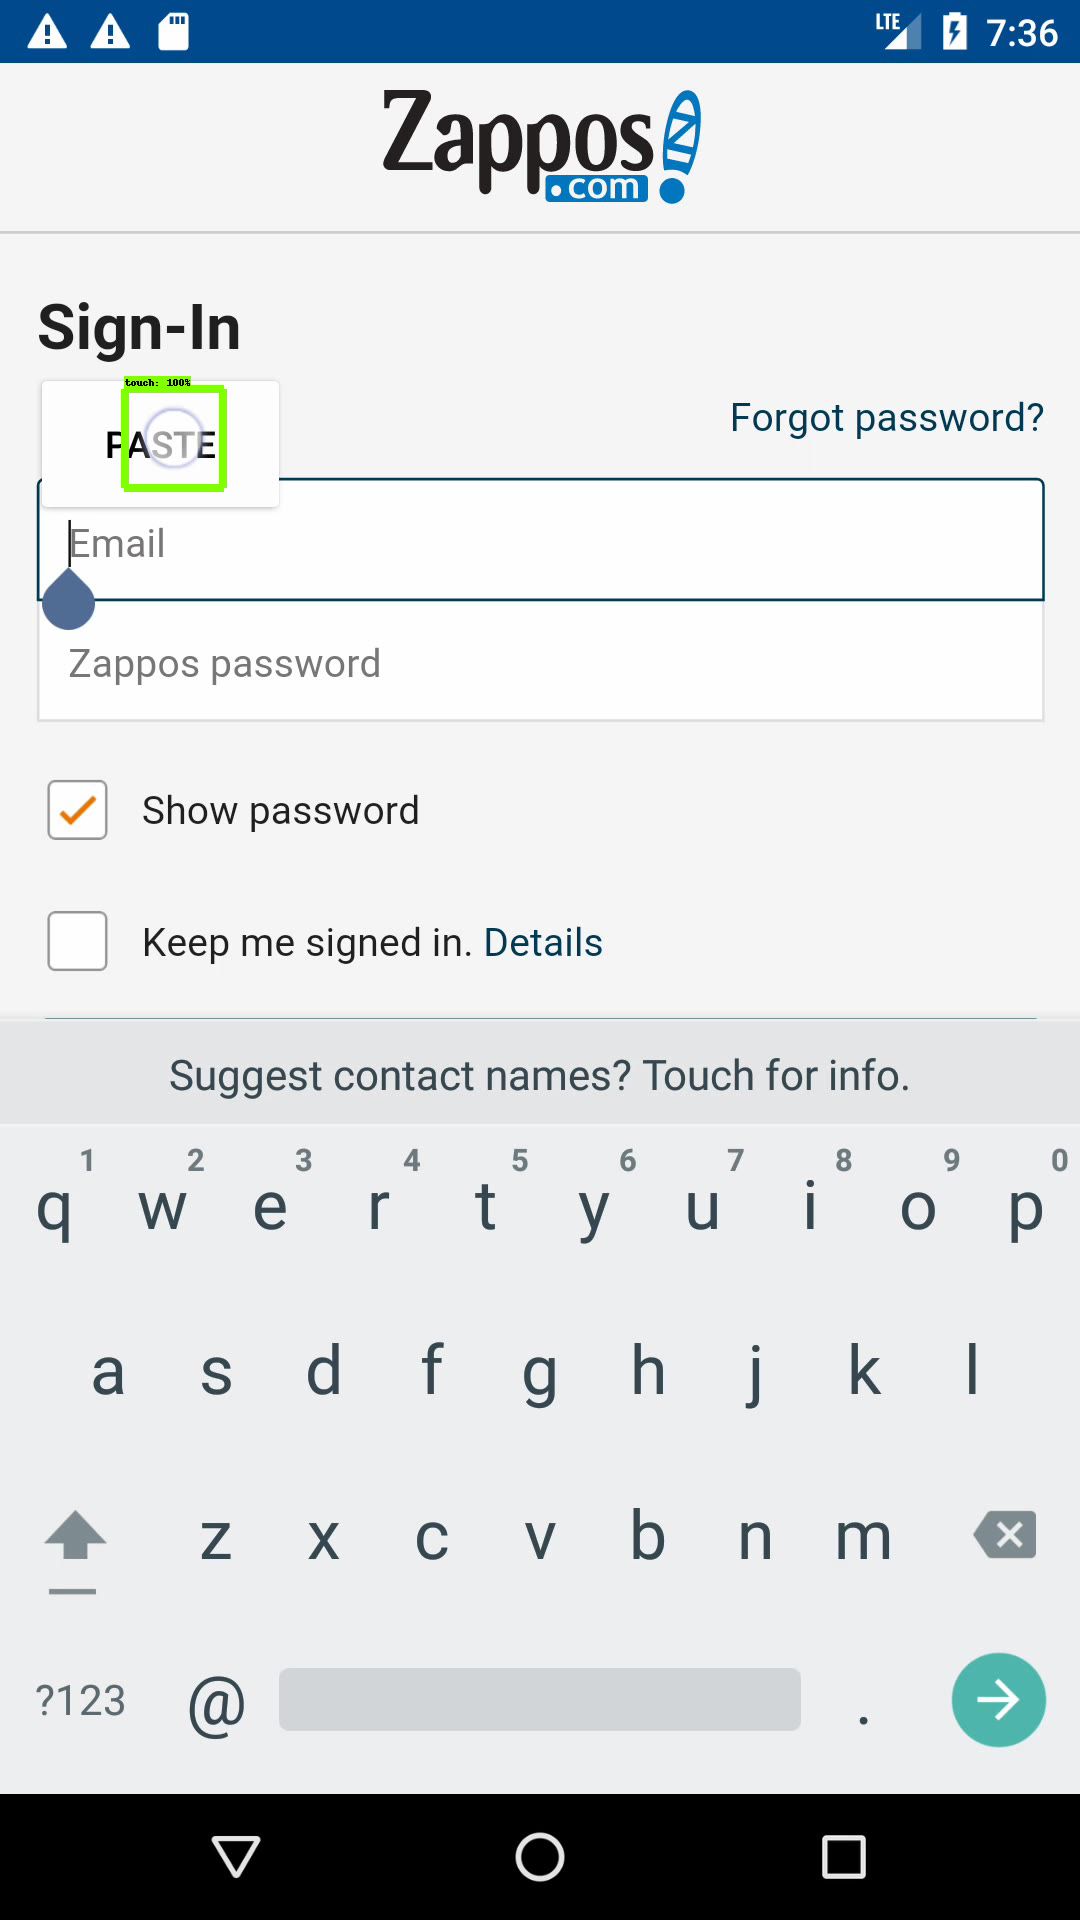 LTE 7:36
Zappos
.com
Sign-In
touch: 100%
PASTE
Forgot password?
Email
Zappos password
Show password
Keep me signed in. Details
Suggest contact names? Touch for info.
1 2 3 4 5 6 7 8 9 0
q w e r t y u i o p
a s d f g h j k l
z x c v b n m
?123 @ .